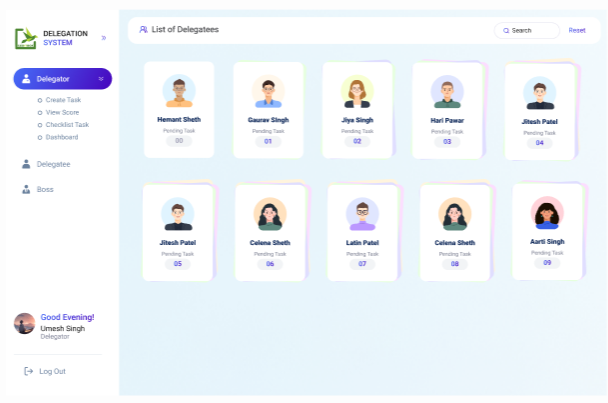 DELEGATION
SYSTEM
»
List of Delegatees
Search
Reset
Delegator
Create Task
View Score
Checklist Task
Dashboard
Delegatee
Boss
Hemant Sheth
Pending Task
00
Gaurav Singh
Pending Task
01
Jiya Singh
Pending Task
02
Hari Pawar
Pending Task
03
Jitesh Patel
Pending Task
04
Jitesh Patel
Pending Task
05
Celena Sheth
Pending Task
06
Latin Patel
Pending Task
07
Celena Sheth
Pending Task
08
Aarti Singh
Pending Task
09
Good Evening!
Umesh Singh
Delegator
Log Out